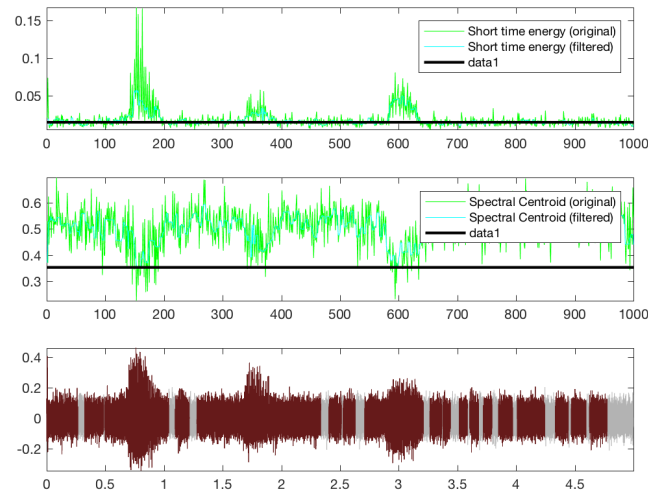 0.15
Short time energy (original)
Short time energy (filtered)
data1
0.1
0.05
0 100 200 300 400 500 600 700 800 900 1000
0.6
Spectral Centroid (original)
Spectral Centroid (filtered)
data1
0.5
0.4
0.3
0 100 200 300 400 500 600 700 800 900 1000
0.4
0.2
0
-0.2
0 0.5 1 1.5 2 2.5 3 3.5 4 4.5